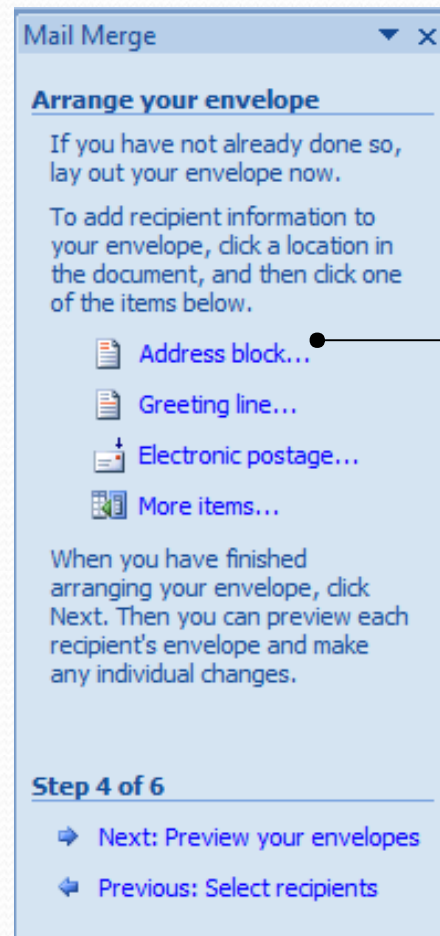 Mail Merge
Arrange your envelope
If you have not already done so,
lay out your envelope now.
To add recipient information to
your envelope, click a location in
the document, and then click one
of the items below.
Address block...
Greeting line...
Electronic postage...
More items...
When you have finished
arranging your envelope, click
Next. Then you can preview each
recipient's envelope and make
any individual changes.
Step 4 of 6
Next: Preview your envelopes
Previous: Select recipients